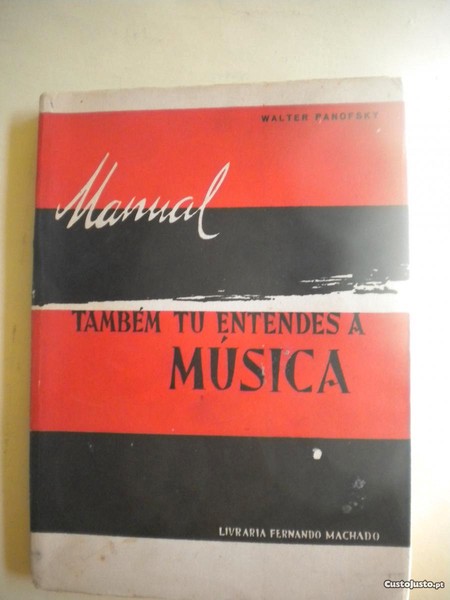 WALTER PANOFSKY
Manual
TAMBÉM TU ENTENDES A
MÚSICA
LIVRARIA FERNANDO MACHADO
CustoJusto.pt